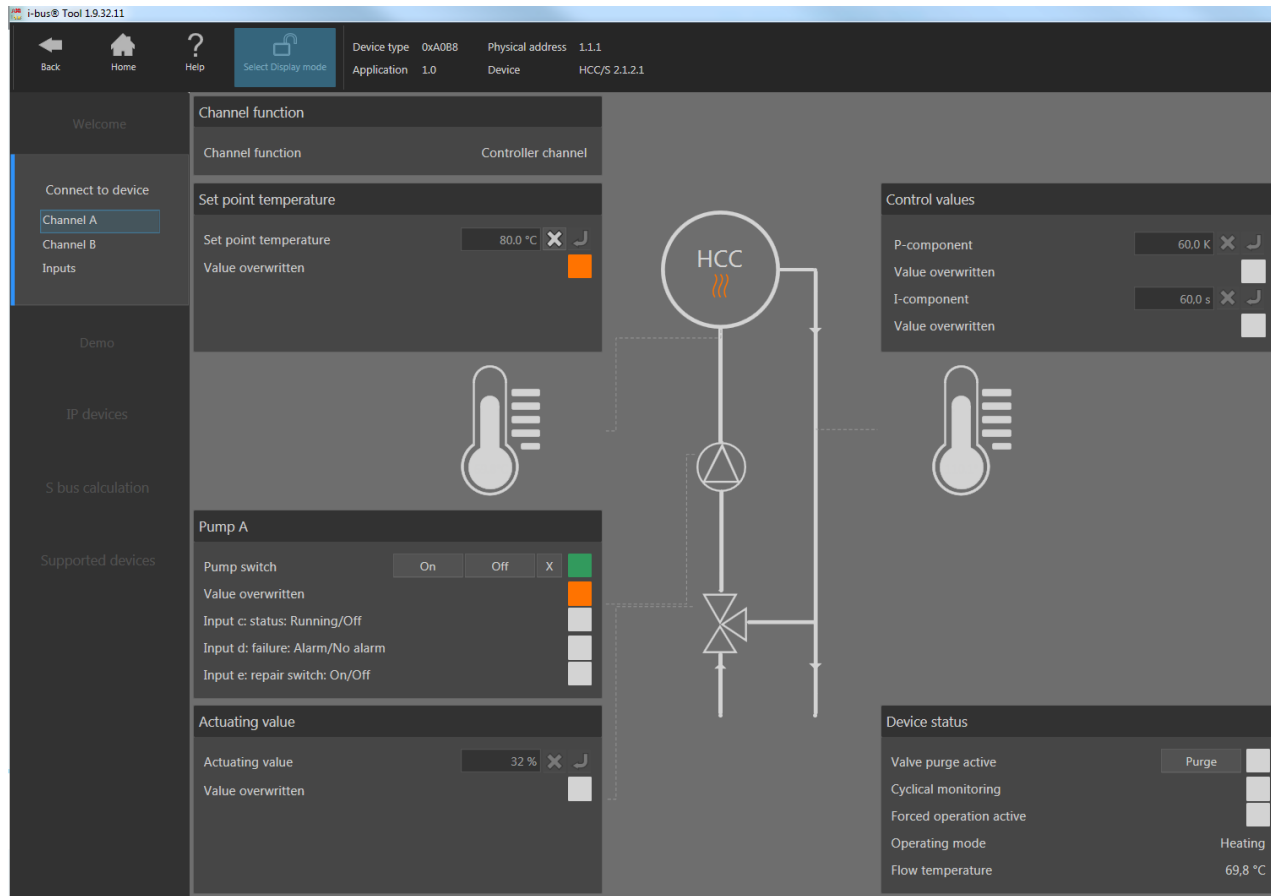 i-bus® Tool 1.9.32.11
Back
Home
Help
Select Display mode
Device type 0xA0B8 Physical address 1.1.1
Application 1.0 Device HCC/S 2.1.2.1
Welcome
Connect to device
Channel A
Channel B
Inputs
Demo
IP devices
S bus calculation
Supported devices
Channel function
Channel function Controller channel
Set point temperature
Set point temperature 80.0 °C
Value overwritten
HCC
Control values
P-component 60,0 K
Value overwritten
I-component 60,0 s
Value overwritten
Pump A
Pump switch On Off X
Value overwritten
Input c: status: Running/Off
Input d: failure: Alarm/No alarm
Input e: repair switch: On/Off
Actuating value
Actuating value 32 %
Value overwritten
Device status
Valve purge active Purge
Cyclical monitoring
Forced operation active
Operating mode Heating
Flow temperature 69,8 °C